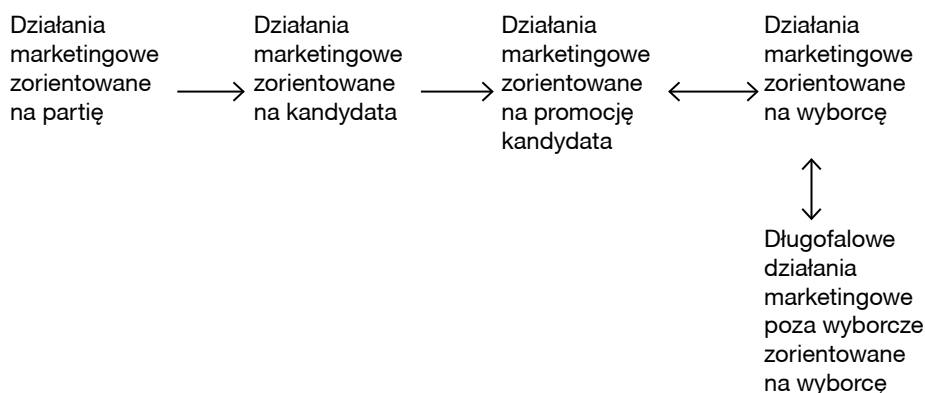 Działania
marketingowe
zorientowane
na partię
Działania
marketingowe
zorientowane
na kandydata
Działania
marketingowe
zorientowane
na promocję
kandydata
Działania
marketingowe
zorientowane
na wyborcę
Długofalowe
działania
marketingowe
poza wyborcze
zorientowane
na wyborcę